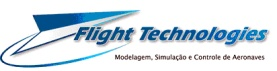 Flight Technologies
Modelagem, Simulação e Controle de Aeronaves